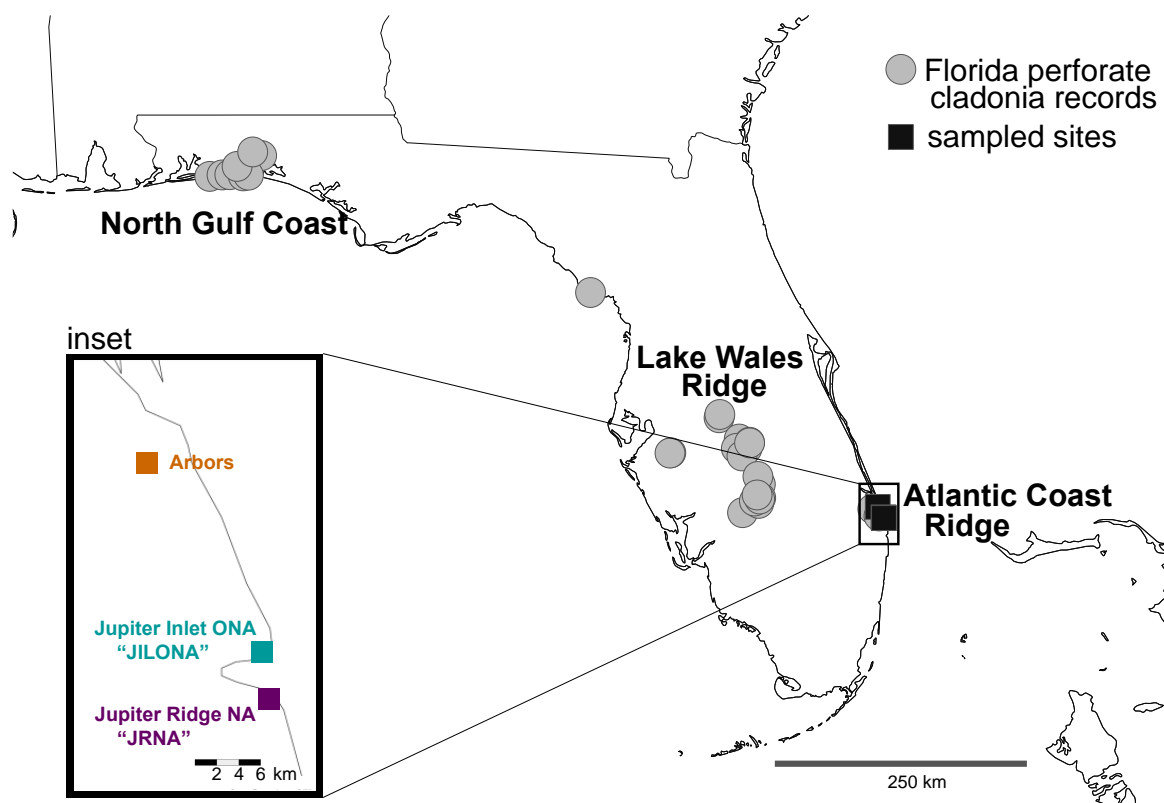 Florida perforate
cladonia records
sampled sites
North Gulf Coast
inset
Lake Wales
Ridge
Arbors
Atlantic Coast
Ridge
Jupiter Inlet ONA
“JILONA”
Jupiter Ridge NA
“JRNA”
2 4 6 km
250 km